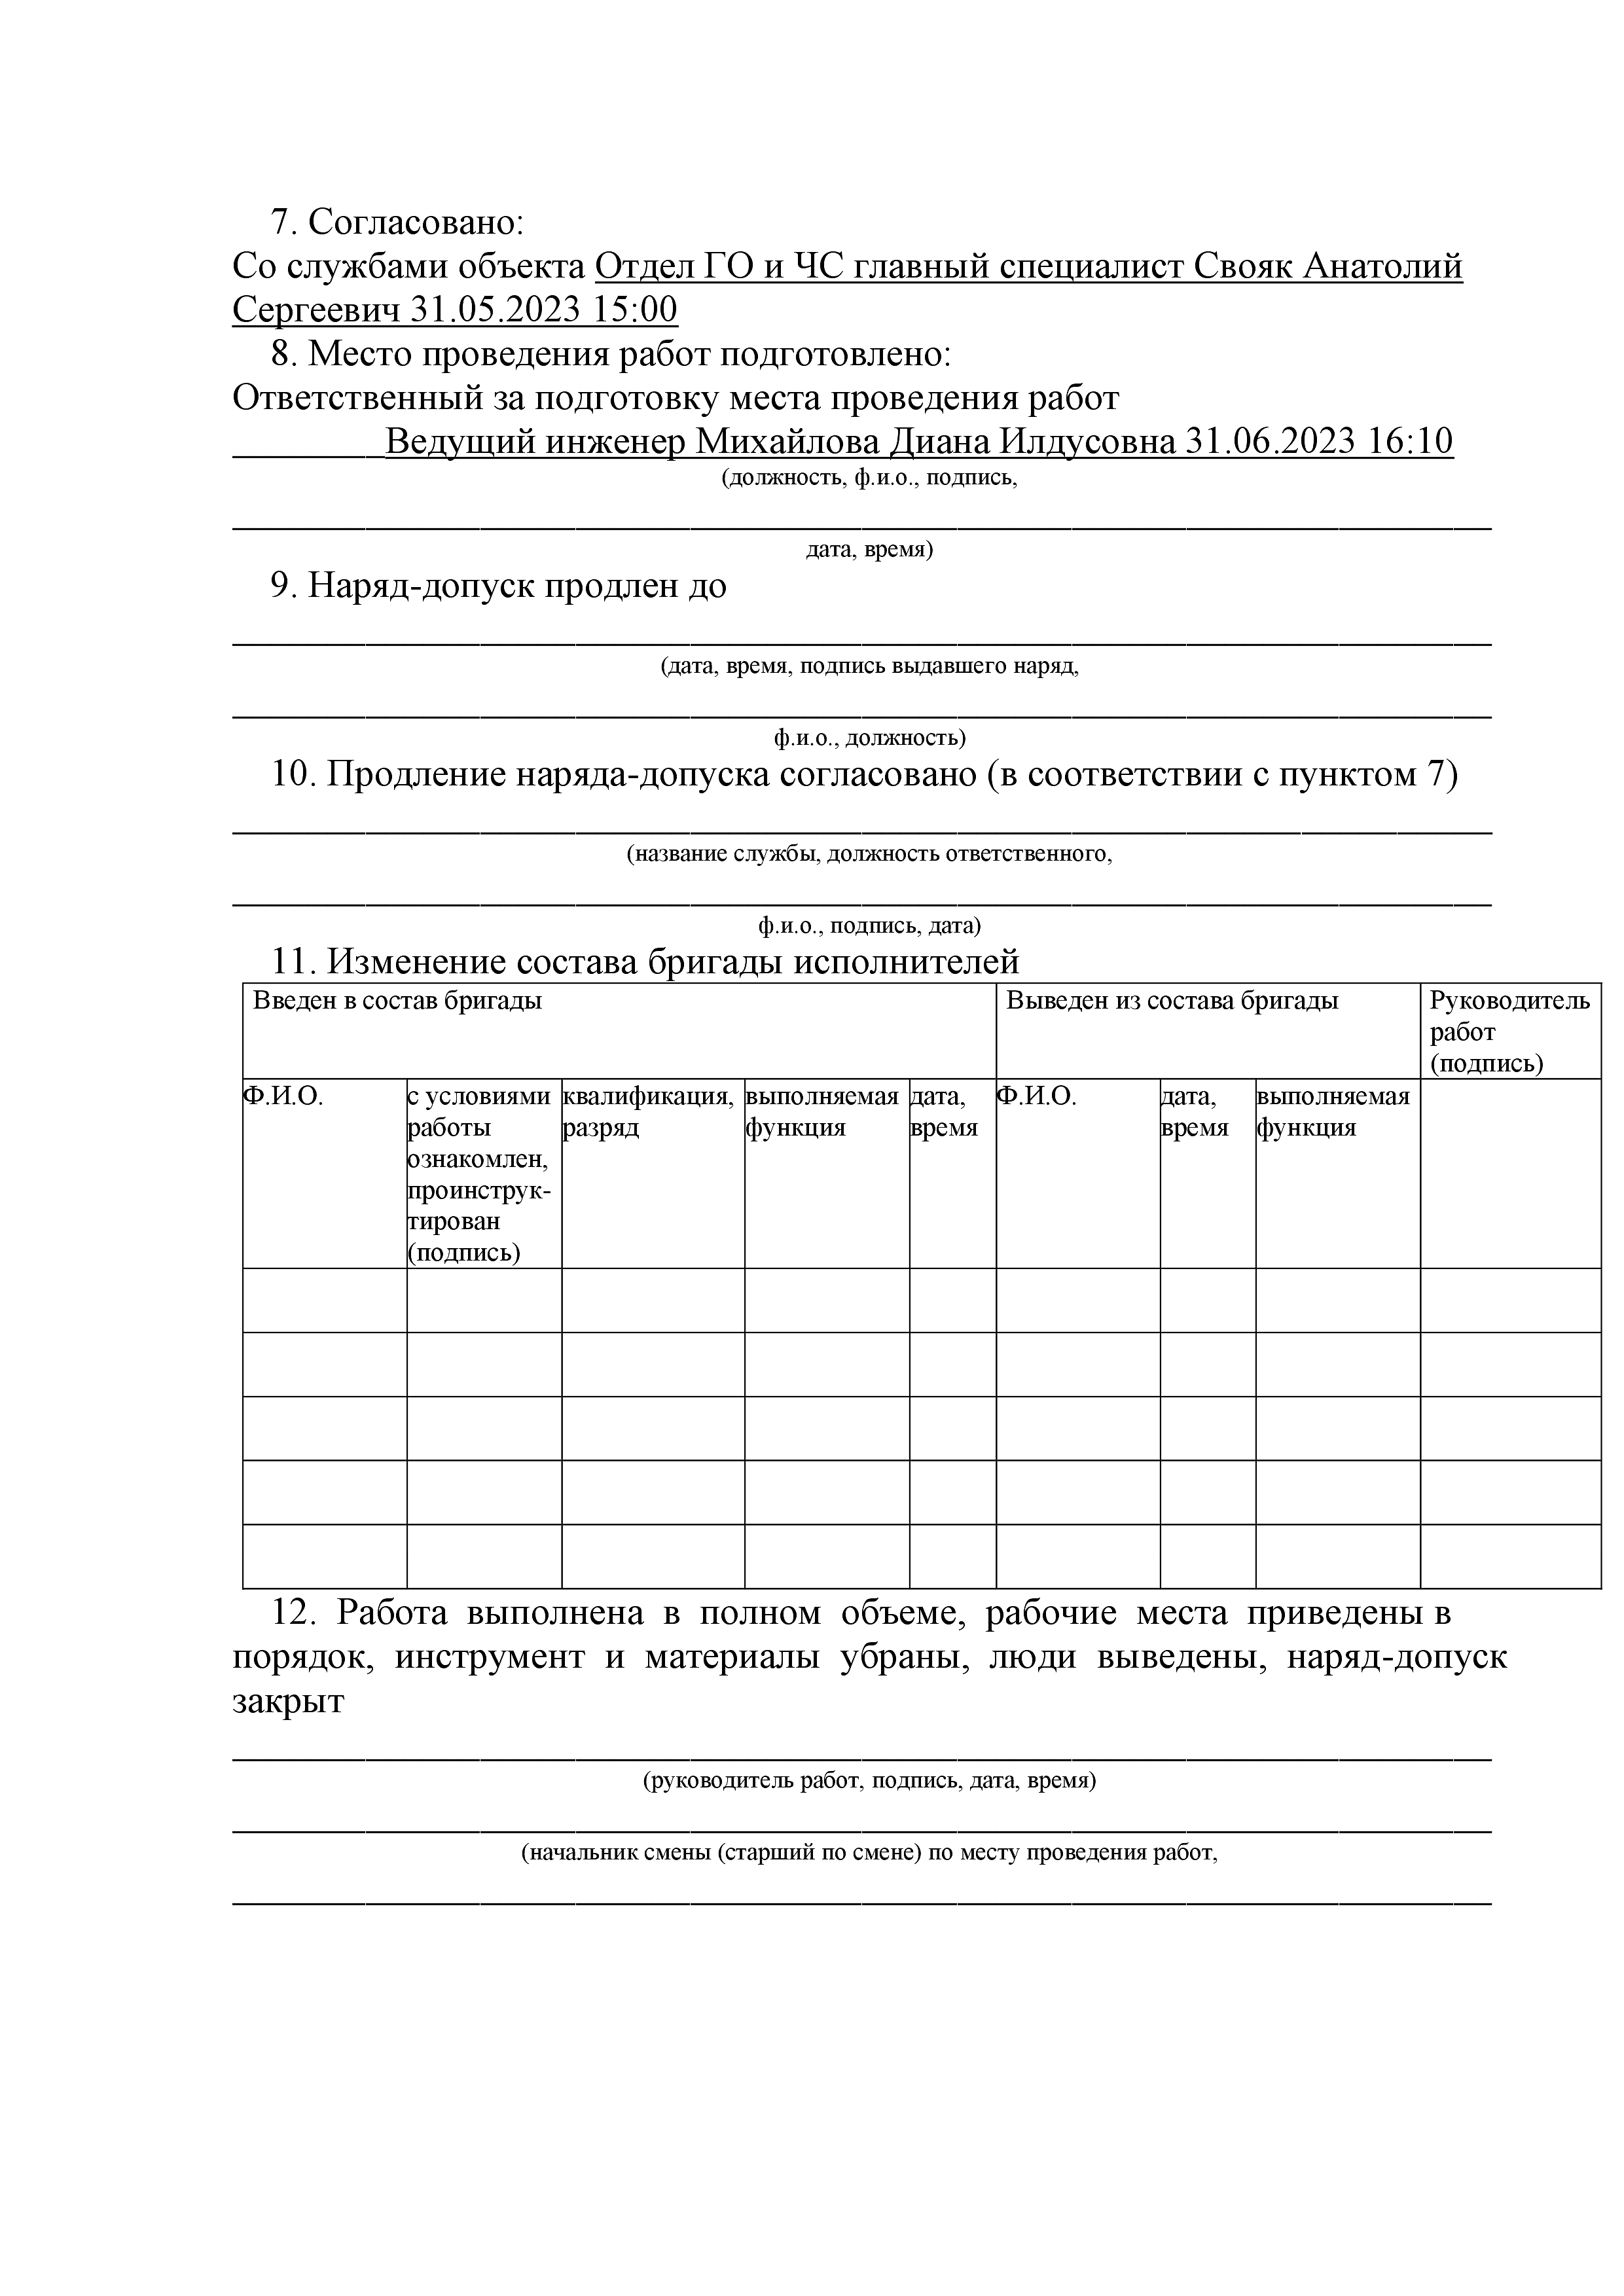 7. Согласовано:
Со службами объекта Отдел ГО и ЧС главный специалист Свояк Анатолий
Сергеевич 31.05.2023 15:00
8. Место проведения работ подготовлено:
Ответственный за подготовку места проведения работ
Ведущий инженер Михайлова Диана Илдусовна 31.06.2023 16:10
(должность, ф.и.о., подпись,
дата, время)
9. Наряд-допуск продлен до
(дата, время, подпись выдавшего наряд,
ф.и.о., должность)
10. Продление наряда-допуска согласовано (в соответствии с пунктом 7)
(название службы, должность ответственного,
ф.и.о., подпись, дата)
11. Изменение состава бригады исполнителей
Введен в состав бригады
Выведен из состава бригады
Руководитель
работ
(подпись)
Ф.И.О.
с условиями
работы
ознакомлен,
проинструк-
тирован
(подпись)
квалификация,
разряд
выполняемая
функция
дата,
время
Ф.И.О.
дата,
время
выполняемая
функция
12. Работа выполнена в полном объеме, рабочие места приведены в
порядок, инструмент и материалы убраны, люди выведены, наряд-допуск
закрыт
(руководитель работ, подпись, дата, время)
(начальник смены (старший по смене) по месту проведения работ,